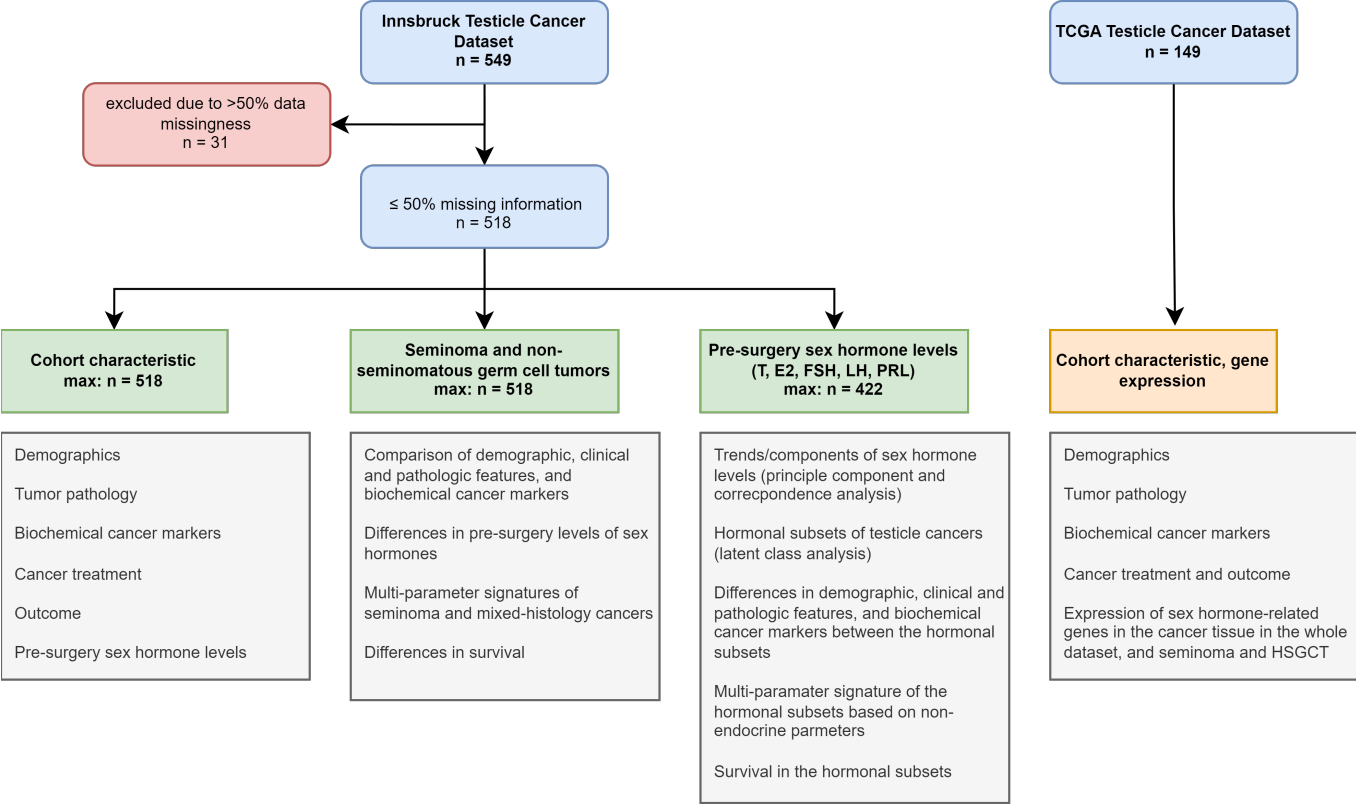 Innsbruck Testicle Cancer
Dataset
n = 549
TCGA Testicle Cancer Dataset
n = 149
excluded due to >50% data
missingness
n = 31
≤ 50% missing information
n = 518
Cohort characteristic
max: n = 518
Seminoma and non-
seminomatous germ cell tumors
max: n = 518
Pre-surgery sex hormone levels
(T, E2, FSH, LH, PRL)
max: n = 422
Cohort characteristic, gene
expression
Demographics
Tumor pathology
Biochemical cancer markers
Cancer treatment
Outcome
Pre-surgery sex hormone levels
Comparison of demographic, clinical
and pathologic features, and
biochemical cancer markers
Differences in pre-surgery levels of sex
hormones
Multi-parameter signatures of
seminoma and mixed-histology cancers
Differences in survival
Trends/components of sex hormone
levels (principle component and
correcpondence analysis)
Hormonal subsets of testicle cancers
(latent class analysis)
Differences in demographic, clinical and
pathologic features, and biochemical
cancer markers between the hormonal
subsets
Multi-paramater signature of the
hormonal subsets based on non-
endocrine parmeters
Survival in the hormonal subsets
Demographics
Tumor pathology
Biochemical cancer markers
Cancer treatment and outcome
Expression of sex hormone-related
genes in the cancer tissue in the whole
dataset, and seminoma and HSGCT